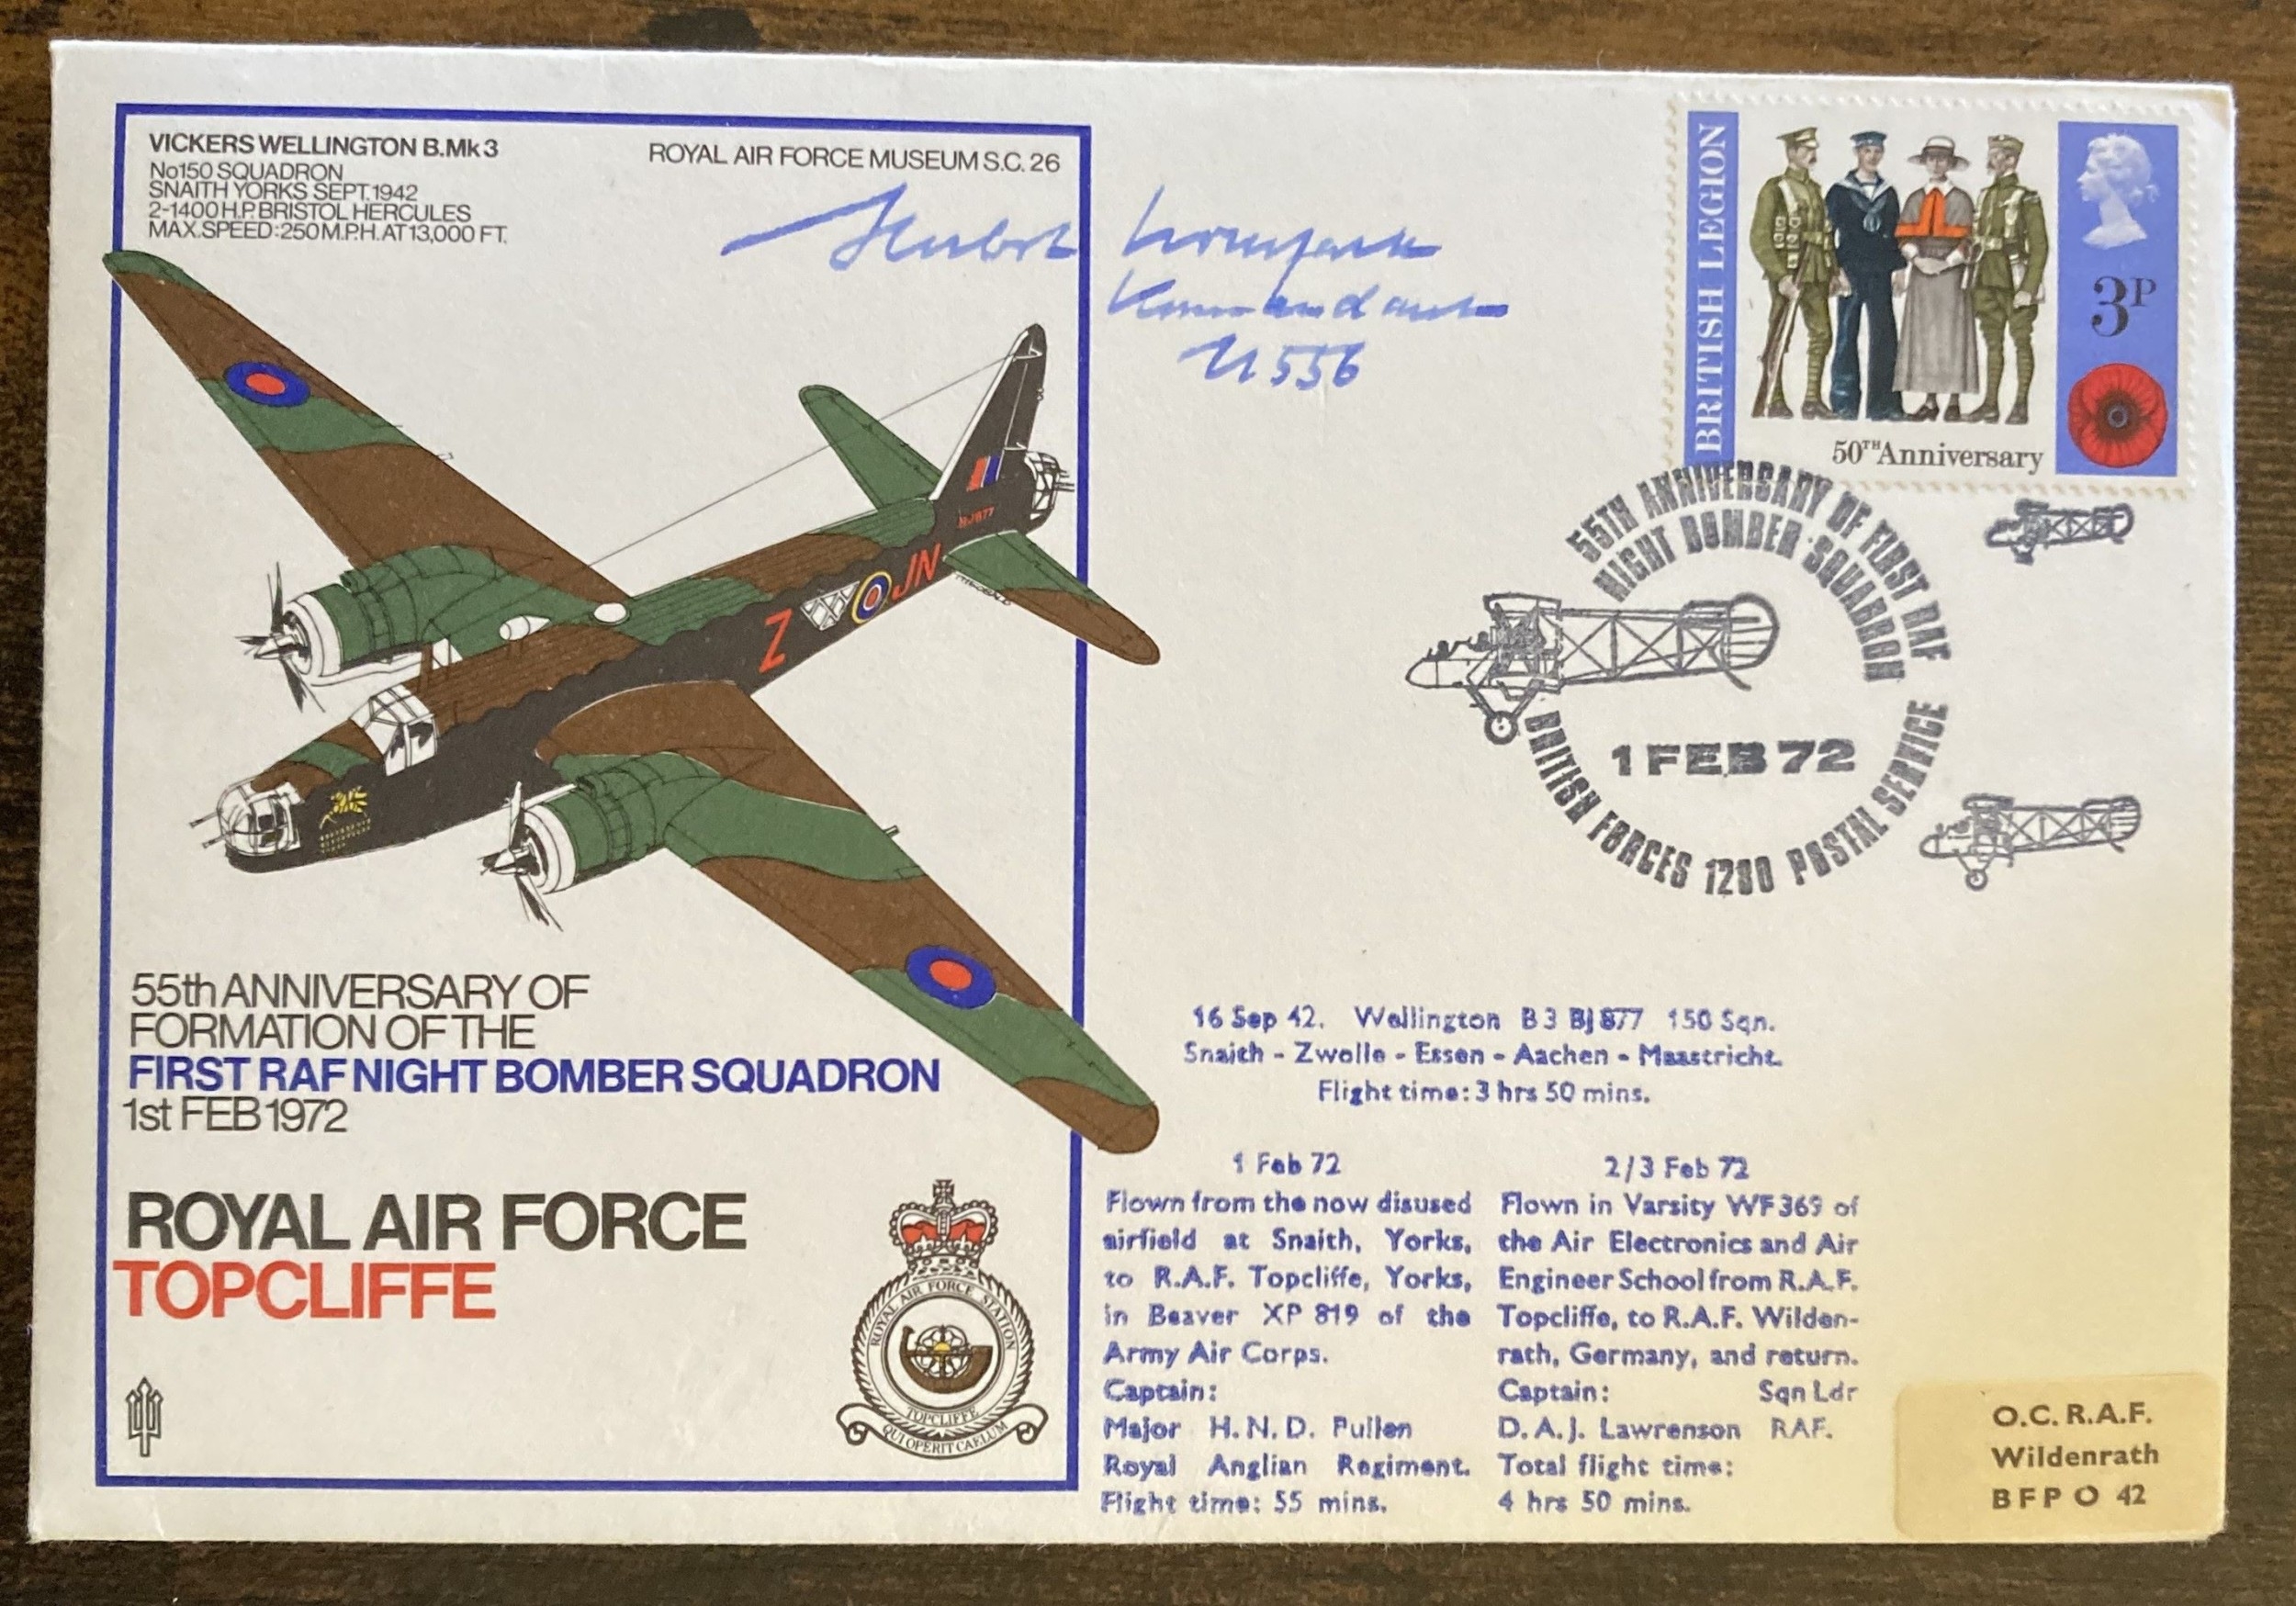 VICKERS WELLINGTON B.Mk3
No150 SQUADRON
SNAITH YORKS SEPT.1942
2-1400 H.P. BRISTOL HERCULES
MAX.SPEED:250 M.P.H. AT 13,000 FT.
ROYAL AIR FORCE MUSEUM S.C. 26
Kommandant
U 556
BRITISH LEGION
3P
50TH Anniversary
Z
JN
55TH ANNIVERSARY OF FIRST RAF
NIGHT BOMBER SQUADRON
1 FEB 72
BRITISH FORCES 1280 POSTAL SERVICE
55th ANNIVERSARY OF
FORMATION OF THE
FIRST RAF NIGHT BOMBER SQUADRON
1st FEB 1972
ROYAL AIR FORCE
TOPCLIFFE
ROYAL AIR FORCE STATION
TOPCLIFFE
QUI OPERIT CAELUM
16 Sep 42. Wellington B 3 BJ 877 150 Sqn.
Snaith - Zwolle - Essen - Aachen - Maastricht.
Flight time: 3 hrs 50 mins.
1 Feb 72
Flown from the now disused
airfield at Snaith, Yorks,
to R.A.F. Topcliffe, Yorks,
in Beaver XP 819 of the
Army Air Corps.
Captain:
Major H. N. D. Pullen
Royal Anglian Regiment.
Flight time: 55 mins.
2/3 Feb 72
Flown in Varsity WF 369 of
the Air Electronics and Air
Engineer School from R.A.F.
Topcliffe, to R.A.F. Wilden-
rath, Germany, and return.
Captain: Sqn Ldr
D. A. J. Lawrenson RAF.
Total flight time:
4 hrs 50 mins.
O.C. R.A.F.
Wildenrath
B F P O 42